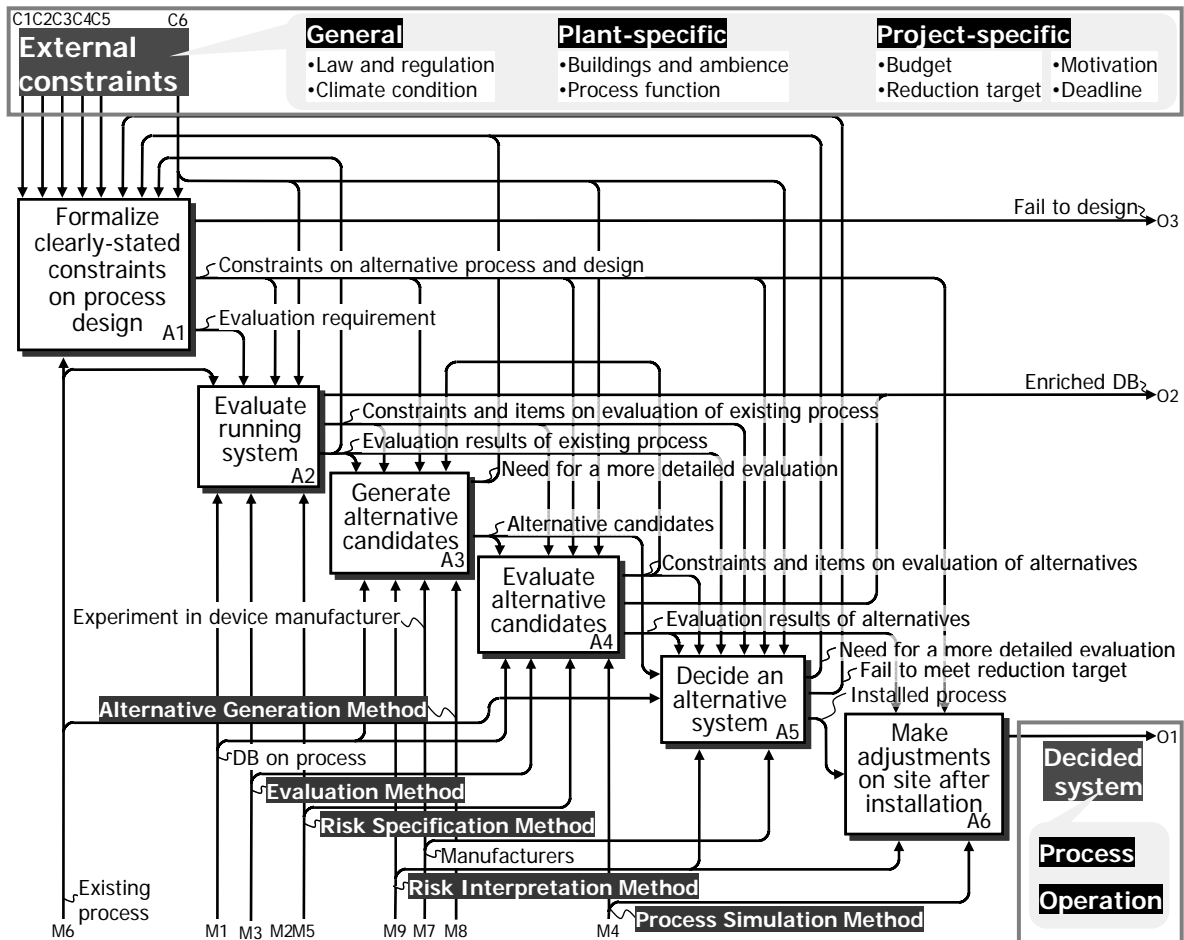 C1C2C3C4C5 C6
External
constraints
General
•Law and regulation
•Climate condition
Plant-specific
•Buildings and ambience
•Process function
Project-specific
•Budget
•Reduction target
•Motivation
•Deadline
Formalize
clearly-stated
constraints
on process
design
A1
Fail to design
O3
Constraints on alternative process and design
Evaluation requirement
Enriched DB
O2
Evaluate
running
system
A2
Constraints and items on evaluation of existing process
Evaluation results of existing process
Need for a more detailed evaluation
Generate
alternative
candidates
A3
Alternative candidates
Constraints and items on evaluation of alternatives
Evaluate
alternative
candidates
A4
Experiment in device manufacturer
Evaluation results of alternatives
Need for a more detailed evaluation
Fail to meet reduction target
Installed process
Decide an
alternative
system
A5
Alternative Generation Method
Make
adjustments
on site after
installation
A6
O1
DB on process
Evaluation Method
Risk Specification Method
Manufacturers
Risk Interpretation Method
Process Simulation Method
Existing
process
Decided
system
Process
Operation
M6 M1 M3 M2M5 M9 M7 M8 M4